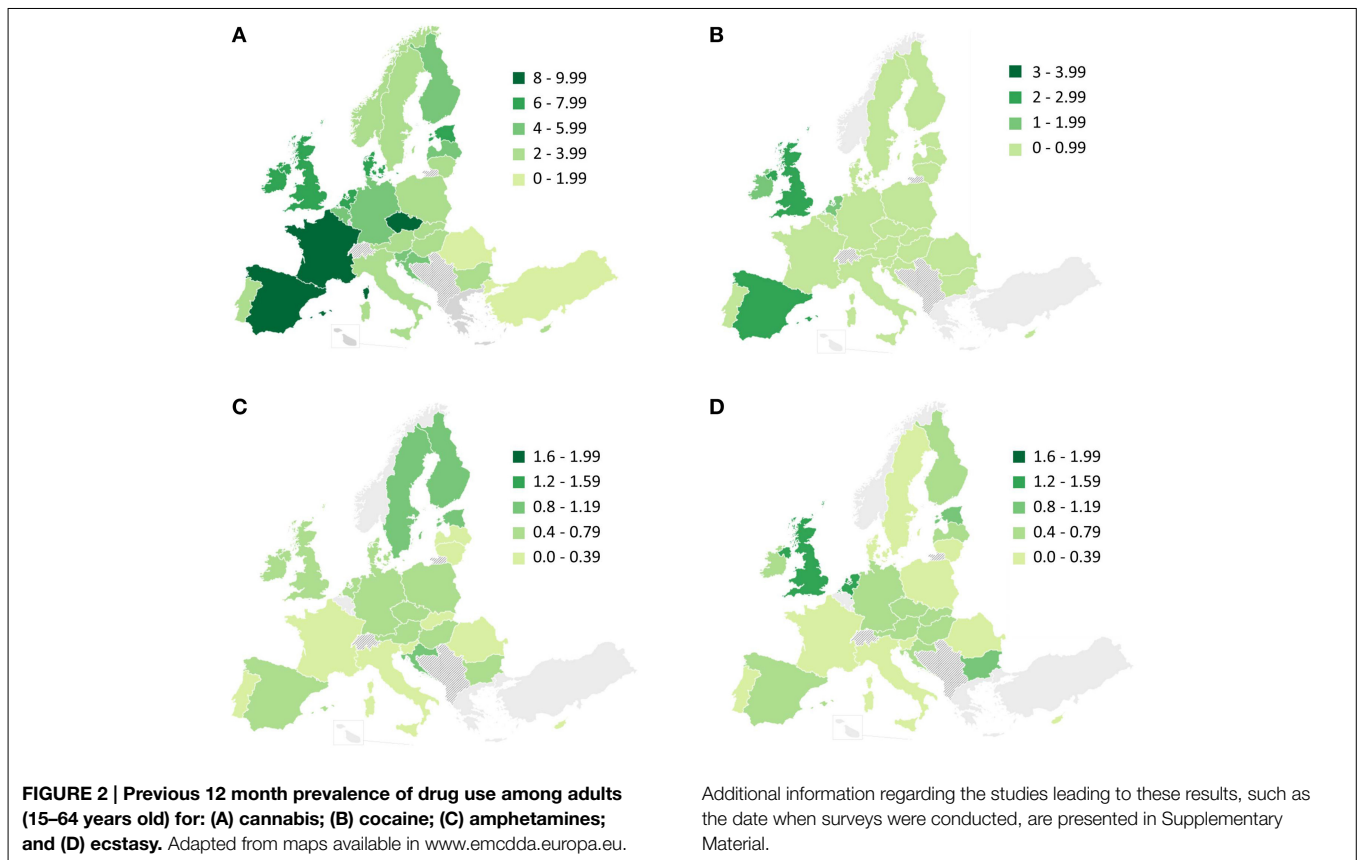 A
8 - 9.99
6 - 7.99
4 - 5.99
2 - 3.99
0 - 1.99
B
3 - 3.99
2 - 2.99
1 - 1.99
0 - 0.99
C
1.6 - 1.99
1.2 - 1.59
0.8 - 1.19
0.4 - 0.79
0.0 - 0.39
D
1.6 - 1.99
1.2 - 1.59
0.8 - 1.19
0.4 - 0.79
0.0 - 0.39
FIGURE 2 | Previous 12 month prevalence of drug use among adults
(15–64 years old) for: (A) cannabis; (B) cocaine; (C) amphetamines;
and (D) ecstasy. Adapted from maps available in www.emcdda.europa.eu.
Additional information regarding the studies leading to these results, such as
the date when surveys were conducted, are presented in Supplementary
Material.